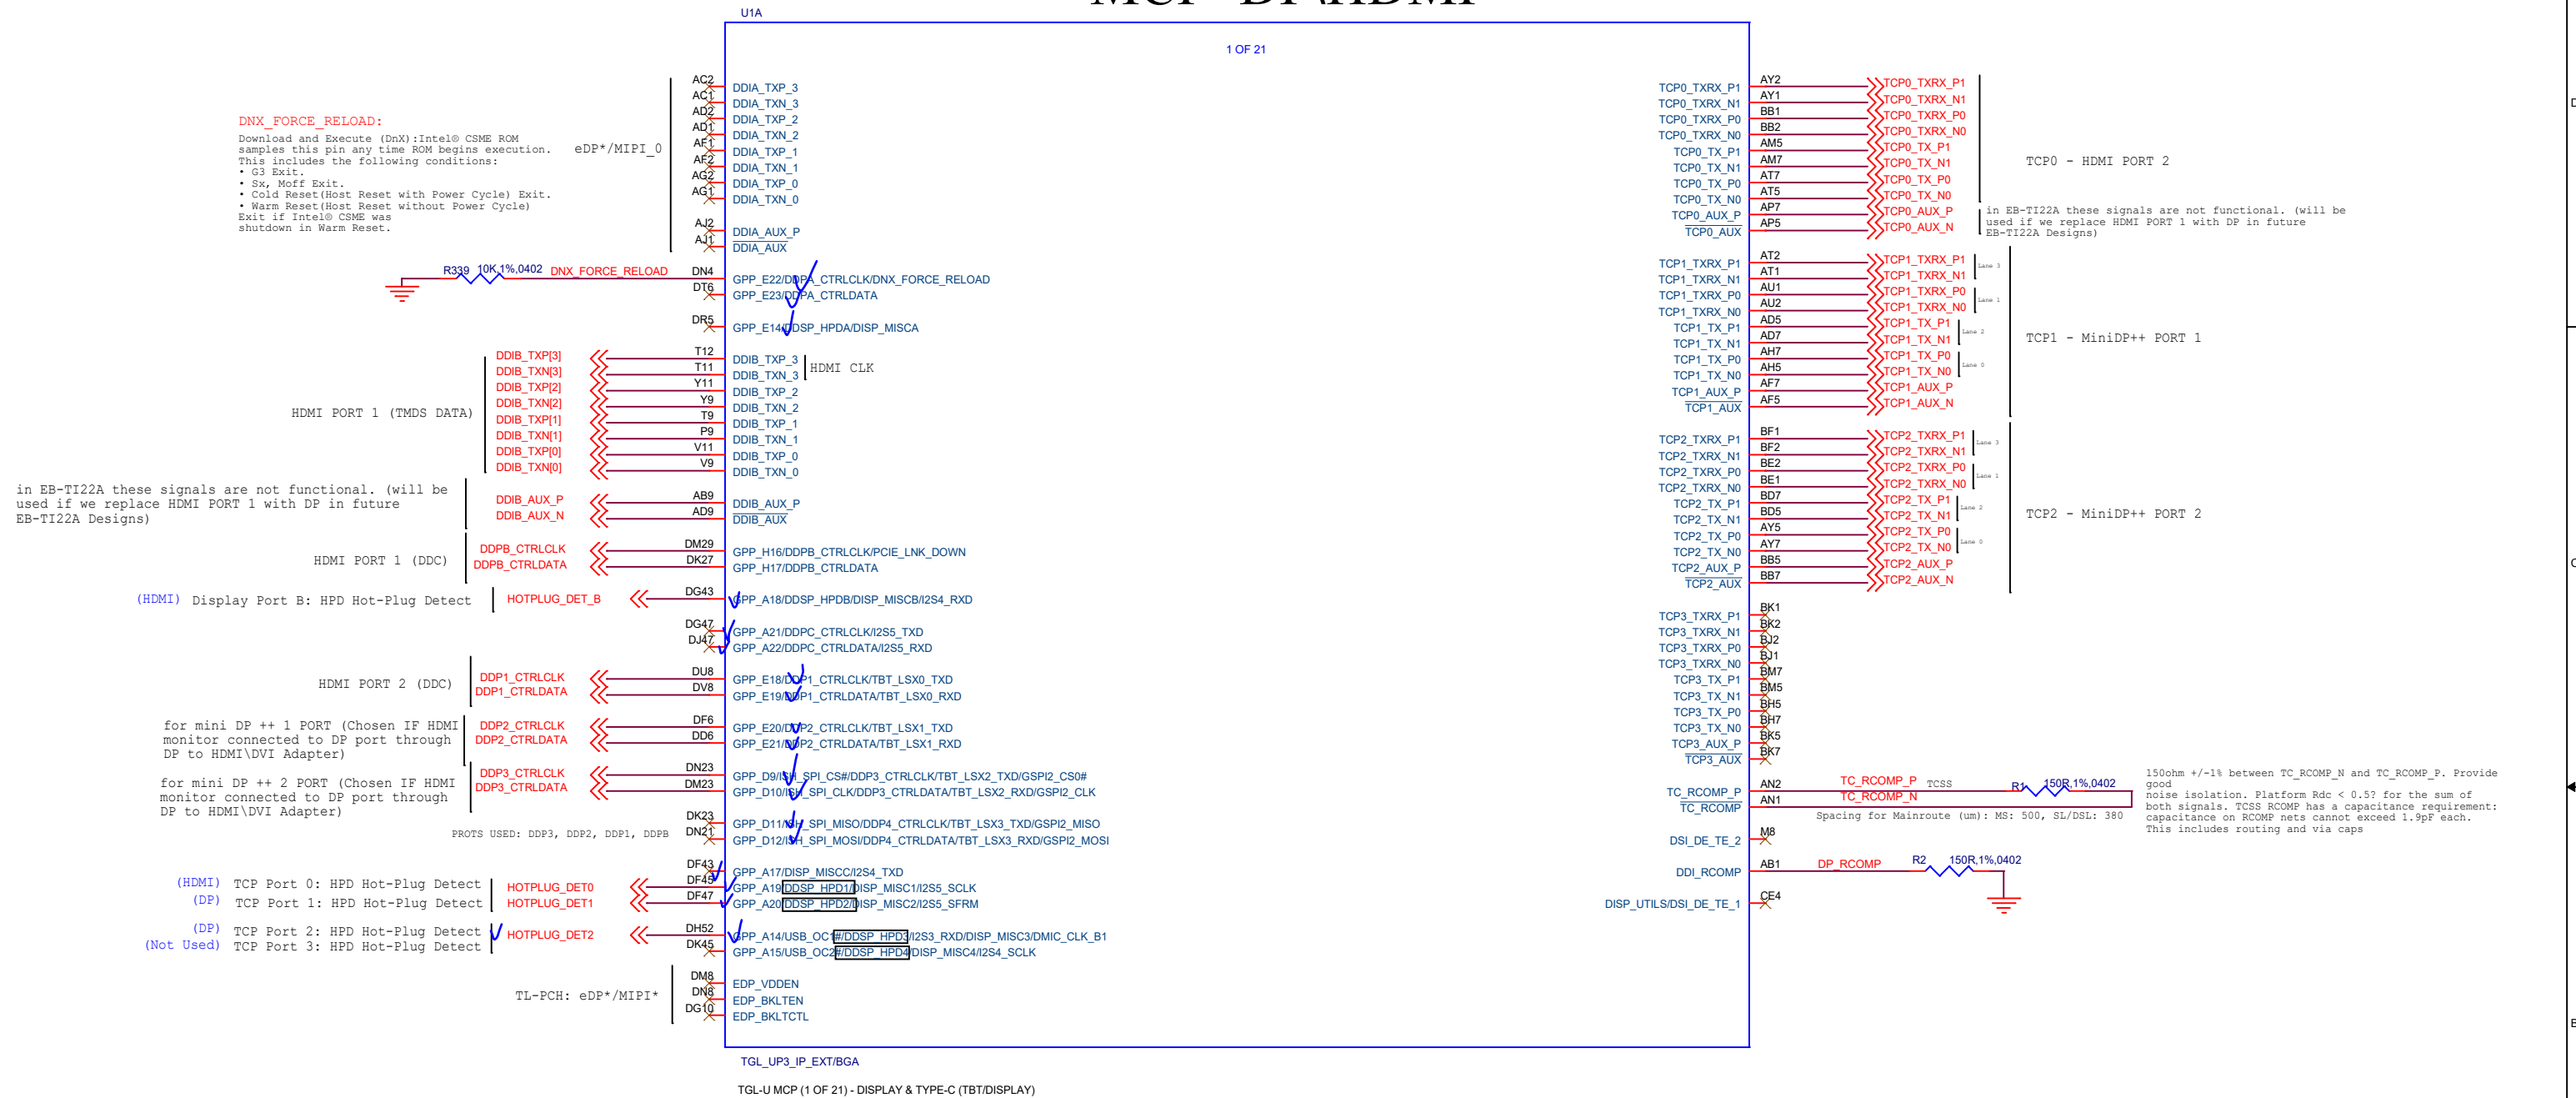 MCP DP\HDMI
U1A
1 OF 21
DNX_FORCE_RELOAD:
Download and Execute (DnX):Intel® CSME ROM
samples this pin any time ROM begins execution.
This includes the following conditions:
• G3 Exit.
• Sx, Moff Exit.
• Cold Reset(Host Reset with Power Cycle) Exit.
• Warm Reset(Host Reset without Power Cycle)
Exit if Intel® CSME was
shutdown in Warm Reset.
eDP*/MIPI_0
AC2 DDIA_TXP_3
AC1 DDIA_TXN_3
AD2 DDIA_TXP_2
AD1 DDIA_TXN_2
AF1 DDIA_TXP_1
AF2 DDIA_TXN_1
AG2 DDIA_TXP_0
AG1 DDIA_TXN_0
AJ2 DDIA_AUX_P
AJ1 DDIA_AUX
R339 10K,1%,0402 DNX_FORCE_RELOAD DN4 GPP_E22/DDPA_CTRLCLK/DNX_FORCE_RELOAD
DT6 GPP_E23/DDPA_CTRLDATA
DR5 GPP_E14/DDSP_HPDA/DISP_MISCA
HDMI PORT 1 (TMDS DATA)
DDIB_TXP[3] T12 DDIB_TXP_3
DDIB_TXN[3] T11 DDIB_TXN_3
HDMI CLK
DDIB_TXP[2] Y11 DDIB_TXP_2
DDIB_TXN[2] Y9 DDIB_TXN_2
DDIB_TXP[1] T9 DDIB_TXP_1
DDIB_TXN[1] P9 DDIB_TXN_1
DDIB_TXP[0] V11 DDIB_TXP_0
DDIB_TXN[0] V9 DDIB_TXN_0
in EB-TI22A these signals are not functional. (will be
used if we replace HDMI PORT 1 with DP in future
EB-TI22A Designs)
DDIB_AUX_P AB9 DDIB_AUX_P
DDIB_AUX_N AD9 DDIB_AUX
HDMI PORT 1 (DDC)
DDPB_CTRLCLK DM29 GPP_H16/DDPB_CTRLCLK/PCIE_LNK_DOWN
DDPB_CTRLDATA DK27 GPP_H17/DDPB_CTRLDATA
(HDMI) Display Port B: HPD Hot-Plug Detect HOTPLUG_DET_B DG43 GPP_A18/DDSP_HPDB/DISP_MISCB/I2S4_RXD
DG47 GPP_A21/DDPC_CTRLCLK/I2S5_TXD
DJ47 GPP_A22/DDPC_CTRLDATA/I2S5_RXD
HDMI PORT 2 (DDC)
DDP1_CTRLCLK DU8 GPP_E18/DDP1_CTRLCLK/TBT_LSX0_TXD
DDP1_CTRLDATA DV8 GPP_E19/DDP1_CTRLDATA/TBT_LSX0_RXD
for mini DP ++ 1 PORT (Chosen IF HDMI
monitor connected to DP port through
DP to HDMI\DVI Adapter)
DDP2_CTRLCLK DF6 GPP_E20/DDP2_CTRLCLK/TBT_LSX1_TXD
DDP2_CTRLDATA DD6 GPP_E21/DDP2_CTRLDATA/TBT_LSX1_RXD
for mini DP ++ 2 PORT (Chosen IF HDMI
monitor connected to DP port through
DP to HDMI\DVI Adapter)
DDP3_CTRLCLK DN23 GPP_D9/ISH_SPI_CS#/DDP3_CTRLCLK/TBT_LSX2_TXD/GSPI2_CS0#
DDP3_CTRLDATA DM23 GPP_D10/ISH_SPI_CLK/DDP3_CTRLDATA/TBT_LSX2_RXD/GSPI2_CLK
PROTS USED: DDP3, DDP2, DDP1, DDPB
DK23 GPP_D11/ISH_SPI_MISO/DDP4_CTRLCLK/TBT_LSX3_TXD/GSPI2_MISO
DN21 GPP_D12/ISH_SPI_MOSI/DDP4_CTRLDATA/TBT_LSX3_RXD/GSPI2_MOSI
DF43 GPP_A17/DISP_MISCC/I2S4_TXD
(HDMI) TCP Port 0: HPD Hot-Plug Detect HOTPLUG_DET0 DF45 GPP_A19/DDSP_HPD1/DISP_MISC1/I2S5_SCLK
(DP) TCP Port 1: HPD Hot-Plug Detect HOTPLUG_DET1 DF47 GPP_A20/DDSP_HPD2/DISP_MISC2/I2S5_SFRM
(DP) TCP Port 2: HPD Hot-Plug Detect HOTPLUG_DET2 DH52 GPP_A14/USB_OC1#/DDSP_HPD3/I2S3_RXD/DISP_MISC3/DMIC_CLK_B1
(Not Used) TCP Port 3: HPD Hot-Plug Detect DK45 GPP_A15/USB_OC2#/DDSP_HPD4/DISP_MISC4/I2S4_SCLK
TL-PCH: eDP*/MIPI*
DM8 EDP_VDDEN
DN8 EDP_BKLTEN
DG10 EDP_BKLTCTL
TCP0_TXRX_P1 AY2 TCP0_TXRX_P1
TCP0_TXRX_N1 AY1 TCP0_TXRX_N1
TCP0_TXRX_P0 BB1 TCP0_TXRX_P0
TCP0_TXRX_N0 BB2 TCP0_TXRX_N0
TCP0_TX_P1 AM5 TCP0_TX_P1
TCP0_TX_N1 AM7 TCP0_TX_N1
TCP0_TX_P0 AT7 TCP0_TX_P0
TCP0_TX_N0 AT5 TCP0_TX_N0
TCP0_AUX_P AP7 TCP0_AUX_P
TCP0_AUX AP5 TCP0_AUX_N
TCP0 - HDMI PORT 2
in EB-TI22A these signals are not functional. (will be
used if we replace HDMI PORT 1 with DP in future
EB-TI22A Designs)
TCP1_TXRX_P1 AT2 TCP1_TXRX_P1
TCP1_TXRX_N1 AT1 TCP1_TXRX_N1
Lane 3
TCP1_TXRX_P0 AU1 TCP1_TXRX_P0
TCP1_TXRX_N0 AU2 TCP1_TXRX_N0
Lane 1
TCP1_TX_P1 AD5 TCP1_TX_P1
TCP1_TX_N1 AD7 TCP1_TX_N1
Lane 2
TCP1_TX_P0 AH7 TCP1_TX_P0
TCP1_TX_N0 AH5 TCP1_TX_N0
Lane 0
TCP1_AUX_P AF7 TCP1_AUX_P
TCP1_AUX AF5 TCP1_AUX_N
TCP1 - MiniDP++ PORT 1
TCP2_TXRX_P1 BF1 TCP2_TXRX_P1
TCP2_TXRX_N1 BF2 TCP2_TXRX_N1
Lane 3
TCP2_TXRX_P0 BE2 TCP2_TXRX_P0
TCP2_TXRX_N0 BE1 TCP2_TXRX_N0
Lane 1
TCP2_TX_P1 BD7 TCP2_TX_P1
TCP2_TX_N1 BD5 TCP2_TX_N1
Lane 2
TCP2_TX_P0 AY5 TCP2_TX_P0
TCP2_TX_N0 AY7 TCP2_TX_N0
Lane 0
TCP2_AUX_P BB5 TCP2_AUX_P
TCP2_AUX BB7 TCP2_AUX_N
TCP2 - MiniDP++ PORT 2
TCP3_TXRX_P1 BK1
TCP3_TXRX_N1 BK2
TCP3_TXRX_P0 BJ2
TCP3_TXRX_N0 BJ1
TCP3_TX_P1 BM7
TCP3_TX_N1 BM5
TCP3_TX_P0 BH5
TCP3_TX_N0 BH7
TCP3_AUX_P BK5
TCP3_AUX BK7
TC_RCOMP_P AN2 TC_RCOMP_P TCSS R1 150R,1%,0402
TC_RCOMP AN1 TC_RCOMP_N
Spacing for Mainroute (um): MS: 500, SL/DSL: 380
150ohm +/-1% between TC_RCOMP_N and TC_RCOMP_P. Provide
good
noise isolation. Platform Rdc < 0.5? for the sum of
both signals. TCSS RCOMP has a capacitance requirement:
capacitance on RCOMP nets cannot exceed 1.9pF each.
This includes routing and via caps
DSI_DE_TE_2 M8
DDI_RCOMP AB1 DP_RCOMP R2 150R,1%,0402
DISP_UTILS/DSI_DE_TE_1 CE4
TGL_UP3_IP_EXT/BGA
TGL-U MCP (1 OF 21) - DISPLAY & TYPE-C (TBT/DISPLAY)